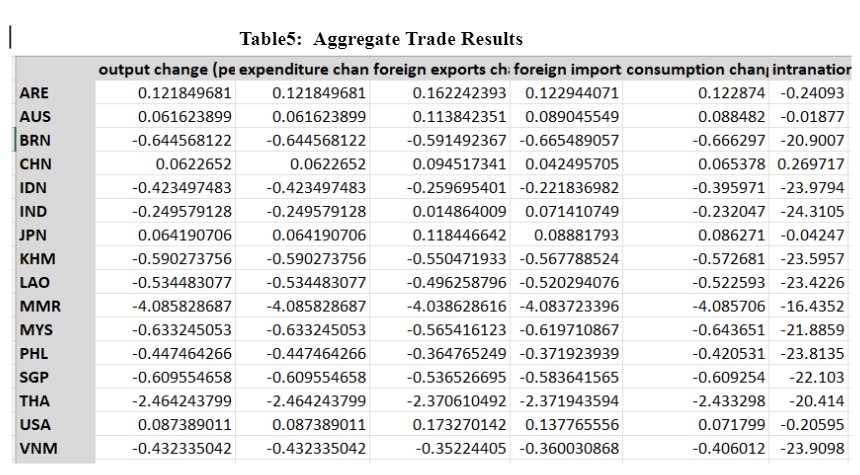 Table5: Aggregate Trade Results
output change (pe expenditure chan foreign exports ch foreign import consumption chang intranation
ARE 0.121849681 0.121849681 0.162242393 0.122944071 0.122874 -0.24093
AUS 0.061623899 0.061623899 0.113842351 0.089045549 0.088482 -0.01877
BRN -0.644568122 -0.644568122 -0.591492367 -0.665489057 -0.666297 -20.9007
CHN 0.0622652 0.0622652 0.094517341 0.042495705 0.065378 0.269717
IDN -0.423497483 -0.423497483 -0.259695401 -0.221836982 -0.395971 -23.9794
IND -0.249579128 -0.249579128 0.014864009 0.071410749 -0.232047 -24.3105
JPN 0.064190706 0.064190706 0.118446642 0.08881793 0.086271 -0.04247
KHM -0.590273756 -0.590273756 -0.550471933 -0.567788524 -0.572681 -23.5957
LAO -0.534483077 -0.534483077 -0.496258796 -0.520294076 -0.522593 -23.4226
MMR -4.085828687 -4.085828687 -4.038628616 -4.083723396 -4.085706 -16.4352
MYS -0.633245053 -0.633245053 -0.565416123 -0.619710867 -0.643651 -21.8859
PHL -0.447464266 -0.447464266 -0.364765249 -0.371923939 -0.420531 -23.8135
SGP -0.609554658 -0.609554658 -0.536526695 -0.583641565 -0.609254 -22.103
THA -2.464243799 -2.464243799 -2.370610492 -2.371943594 -2.433298 -20.414
USA 0.087389011 0.087389011 0.173270142 0.137765556 0.071799 -0.20595
VNM -0.432335042 -0.432335042 -0.35224405 -0.360030868 -0.406012 -23.9098